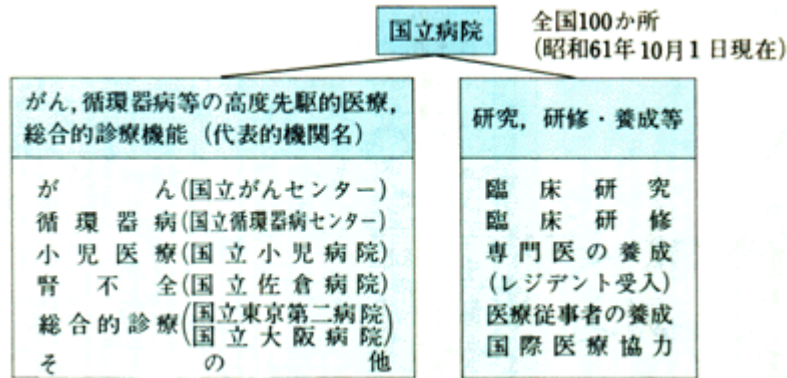 国立病院
全国100か所
(昭和61年10月1日現在)
がん,循環器病等の高度先駆的医療,
総合的診療機能(代表的機関名)
がん(国立がんセンター)
循環器病(国立循環器病センター)
小児医療(国立小児病院)
腎不全(国立佐倉病院)
総合的診療(国立東京第二病院
国立大阪病院)
その他
研究,研修・養成等
臨床研究
臨床研修
専門医の養成
(レジデント受入)
医療従事者の養成
国際医療協力